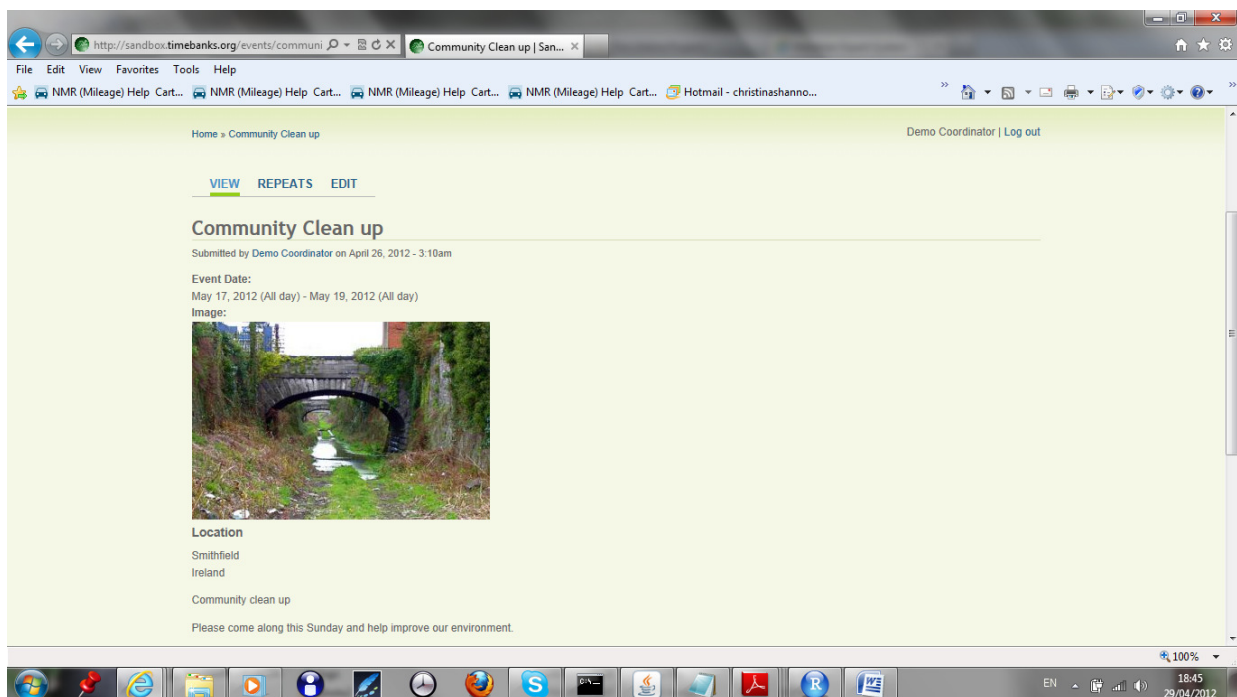 http://sandbox.timebanks.org/events/communi
Community Clean up | San...
File Edit View Favorites Tools Help
NMR (Mileage) Help Cart... NMR (Mileage) Help Cart... NMR (Mileage) Help Cart... NMR (Mileage) Help Cart... Hotmail - christinashanno...
Home » Community Clean up
Demo Coordinator | Log out
VIEW REPEATS EDIT
Community Clean up
Submitted by Demo Coordinator on April 26, 2012 - 3:10am
Event Date:
May 17, 2012 (All day) - May 19, 2012 (All day)
Image:
Location
Smithfield
Ireland
Community clean up
Please come along this Sunday and help improve our environment.
100%
EN
18:45
29/04/2012